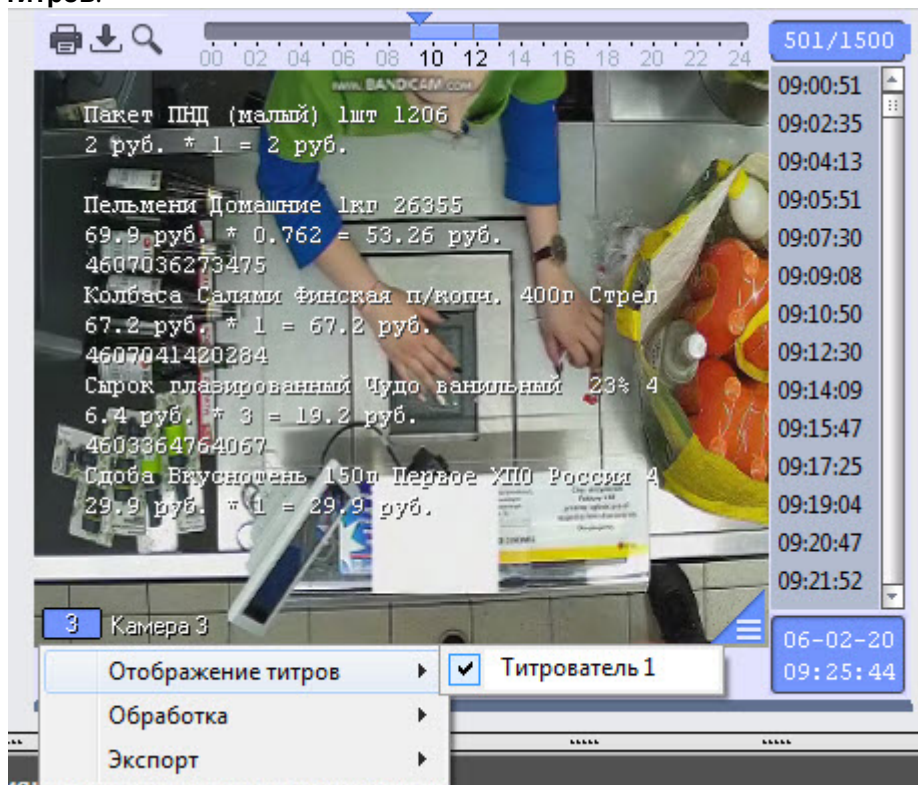 титров.
00 02 04 06 08 10 12 14 16 18 20 22 24
501/1500
www.BANDICAM.com
Пакет ПНД (малый) 1шт 1206
2 руб. * 1 = 2 руб.
Пельмени Домашние 1кг 26355
69.9 руб. * 0.762 = 53.26 руб.
4607036273475
Колбаса Салями Финская п/копч. 400г Стрел
67.2 руб. * 1 = 67.2 руб.
4607041420284
Сырок глазированный Чудо ванильный 23% 4
6.4 руб. * 3 = 19.2 руб.
4603364764067
Сдоба Вкуснотень 150г Первое ХПО Россия 4
29.9 руб. * 1 = 29.9 руб.
09:00:51
09:02:35
09:04:13
09:05:51
09:07:30
09:09:08
09:10:50
09:12:30
09:14:09
09:15:47
09:17:25
09:19:04
09:20:47
09:21:52
3 Камера 3
06-02-20
09:25:44
Отображение титров
Титрователь 1
Обработка
Экспорт